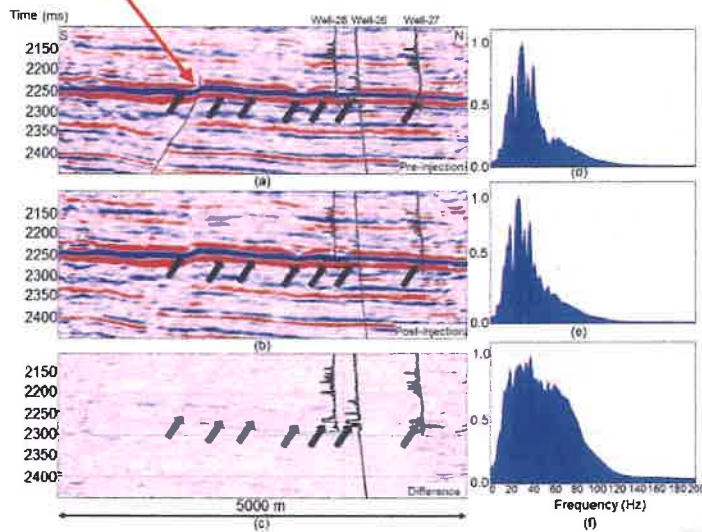 Time (ms)
Well-28 Well-26 Well-27
S N
2150
2200
2250
2300
2350
2400
Pre-injection
(a)
1.0
0.5
0.0
(d)
2150
2200
2250
2300
2350
2400
Post-injection
(b)
1.0
0.5
0.0
(e)
2150
2200
2250
2300
2400
Difference
5000 m
(c)
1.0
0.5
0.0
0 20 40 60 80 100 120 140 160 180 200
Frequency (Hz)
(f)